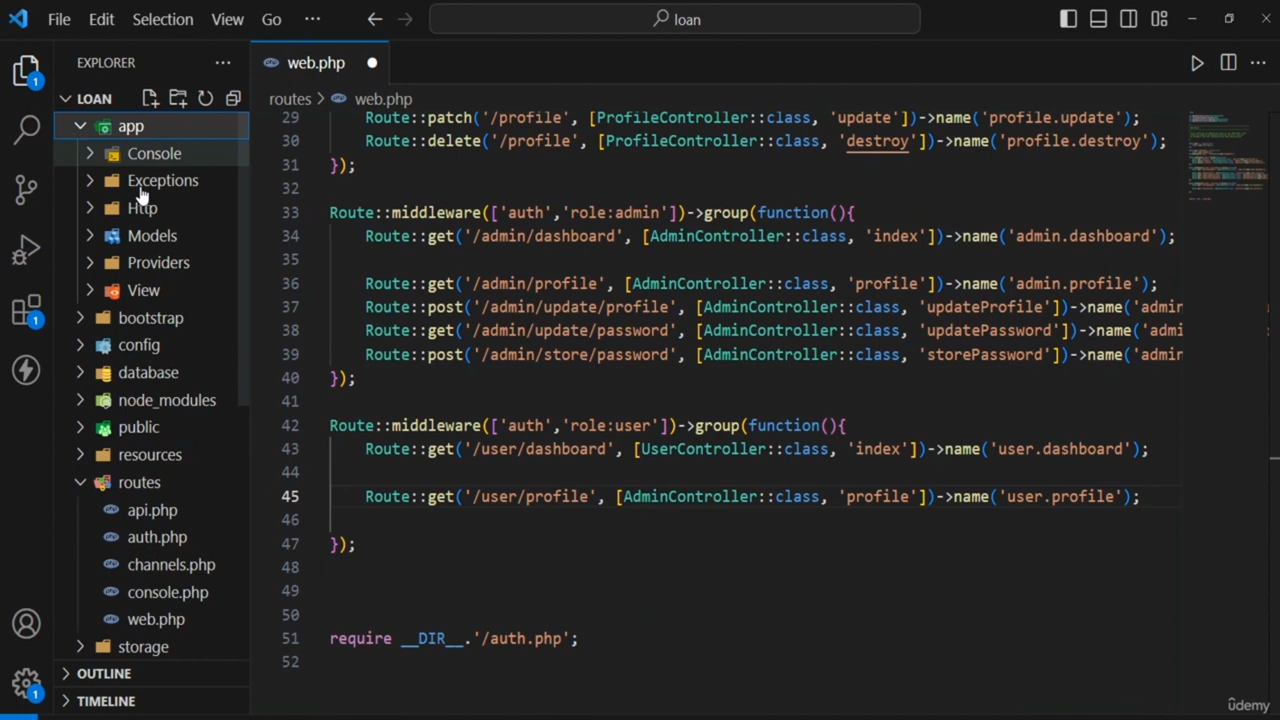 File Edit Selection View Go ··· loan
EXPLORER ···
web.php
LOAN
routes > web.php
app
Console
Exceptions
Http
Models
Providers
View
bootstrap
config
database
node_modules
public
resources
routes
api.php
auth.php
channels.php
console.php
web.php
storage
OUTLINE
TIMELINE
1
1
1
29 Route::patch('/profile', [ProfileController::class, 'update'])->name('profile.update');
30 Route::delete('/profile', [ProfileController::class, 'destroy'])->name('profile.destroy');
31 });
32
33 Route::middleware(['auth','role:admin'])->group(function(){
34 Route::get('/admin/dashboard', [AdminController::class, 'index'])->name('admin.dashboard');
35
36 Route::get('/admin/profile', [AdminController::class, 'profile'])->name('admin.profile');
37 Route::post('/admin/update/profile', [AdminController::class, 'updateProfile'])->name('admin
38 Route::get('/admin/update/password', [AdminController::class, 'updatePassword'])->name('admi
39 Route::post('/admin/store/password', [AdminController::class, 'storePassword'])->name('admin
40 });
41
42 Route::middleware(['auth','role:user'])->group(function(){
43 Route::get('/user/dashboard', [UserController::class, 'index'])->name('user.dashboard');
44
45 Route::get('/user/profile', [AdminController::class, 'profile'])->name('user.profile');
46
47 });
48
49
50
51 require __DIR__.'/auth.php';
52
ûdemy